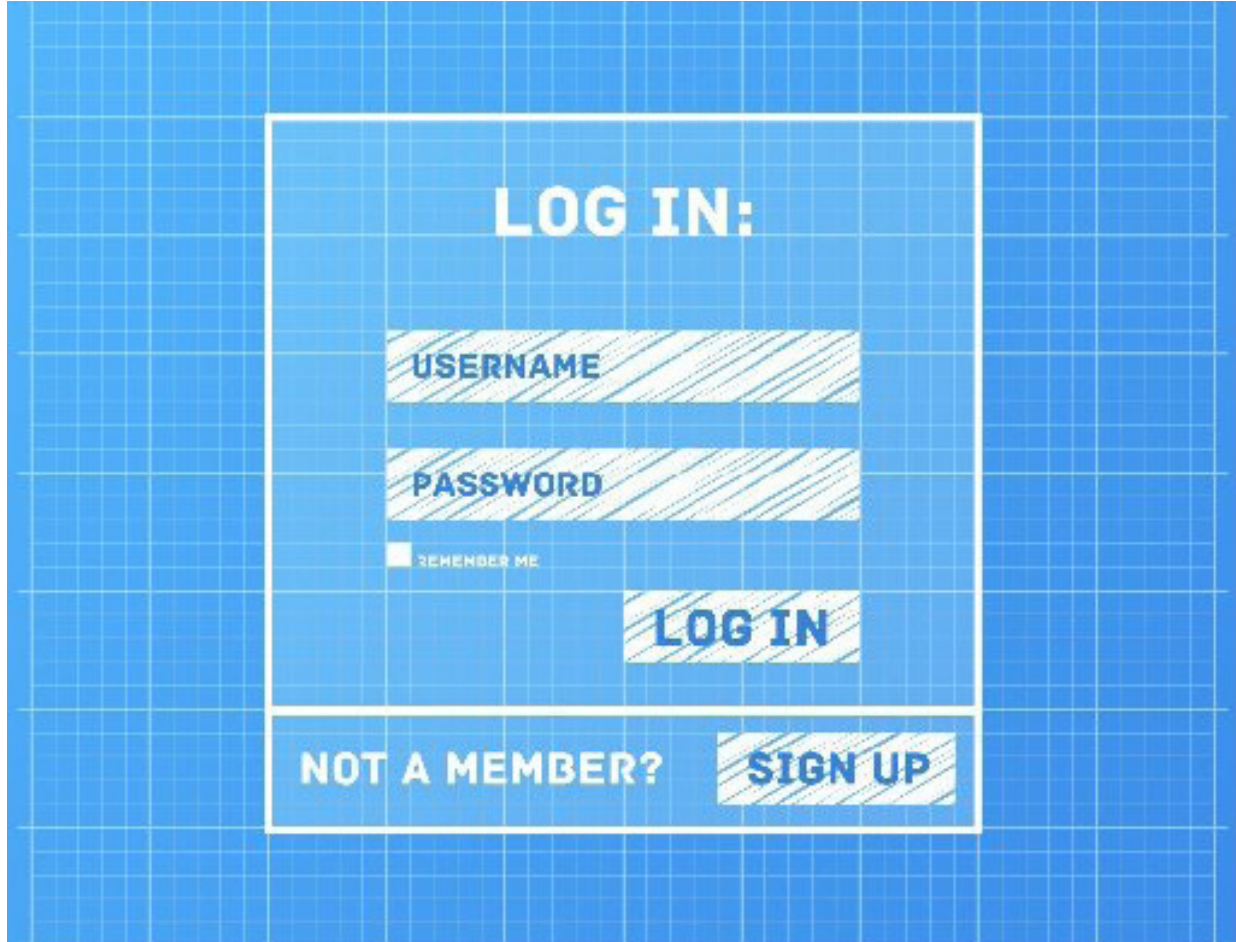 LOG IN:
USERNAME
PASSWORD
REMEMBER ME
LOG IN
NOT A MEMBER? SIGN UP